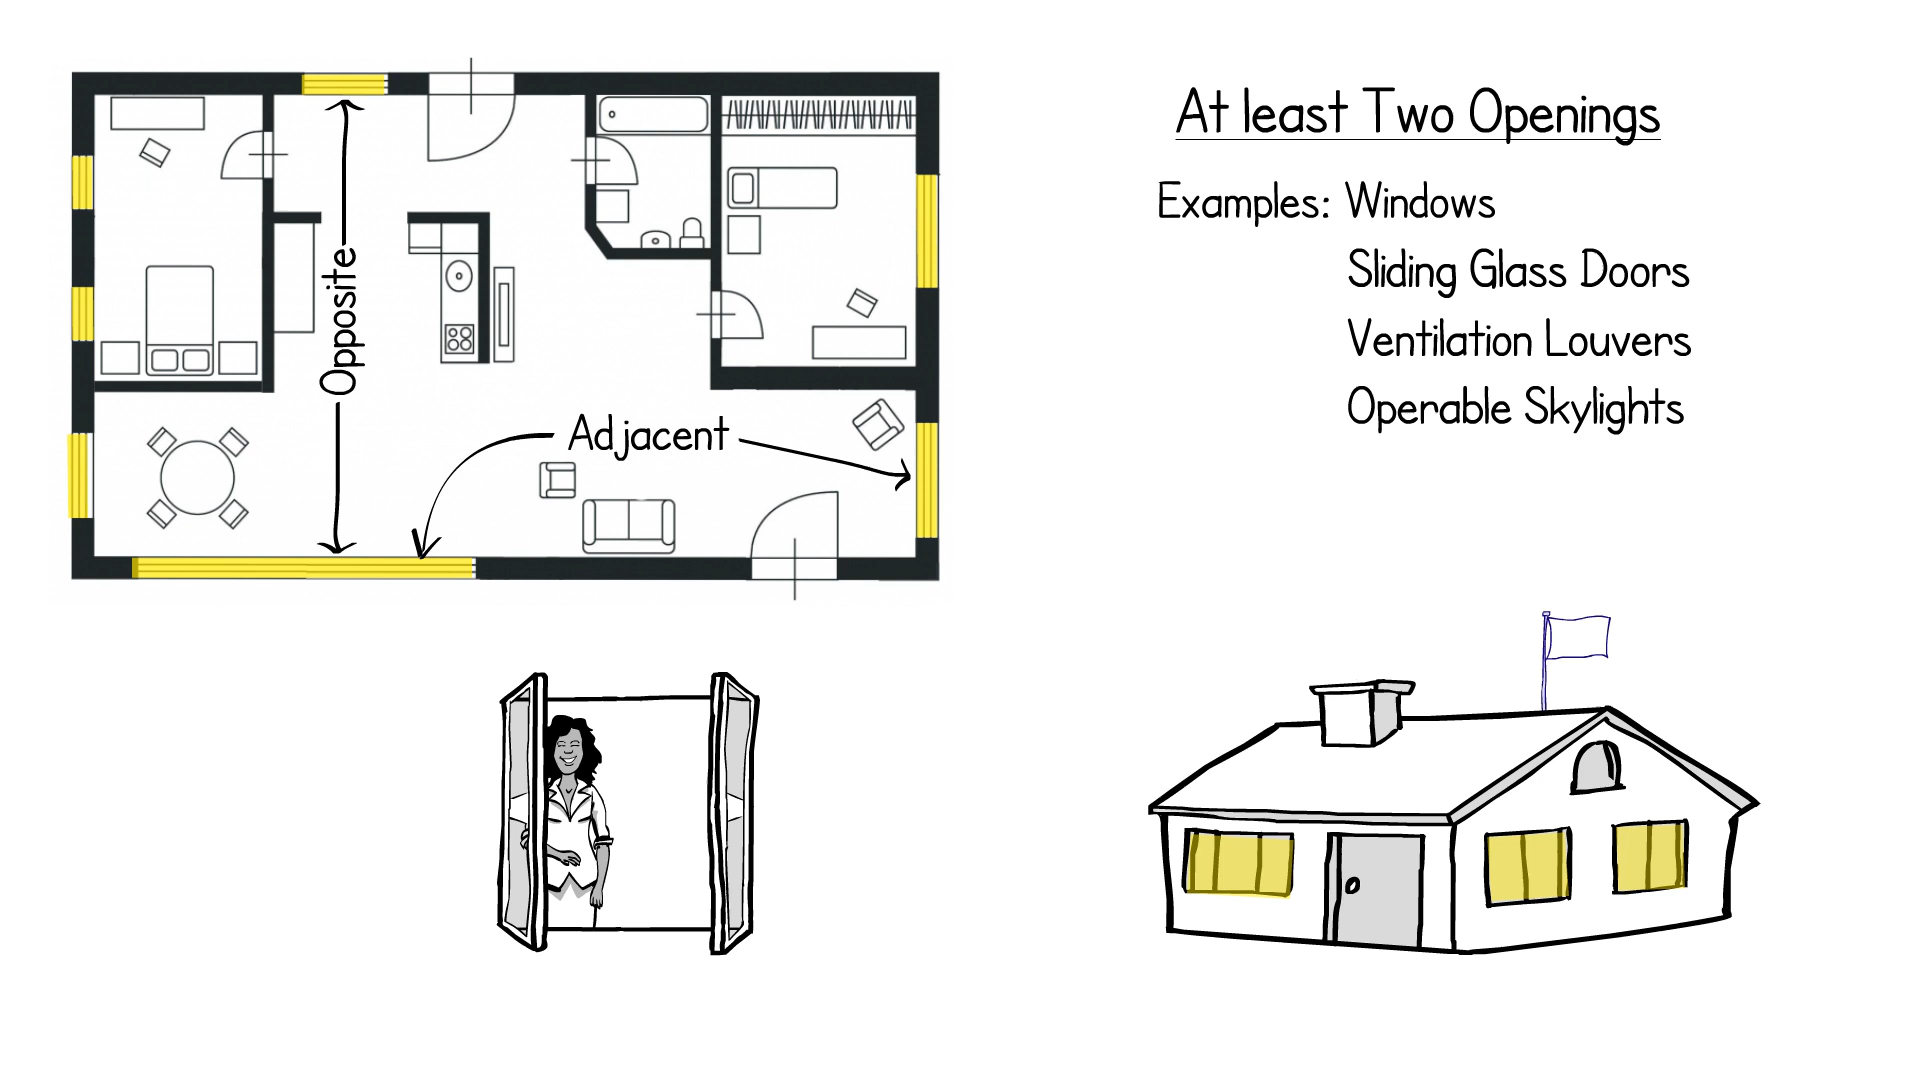 Opposite
Adjacent
At least Two Openings
Examples: Windows
Sliding Glass Doors
Ventilation Louvers
Operable Skylights